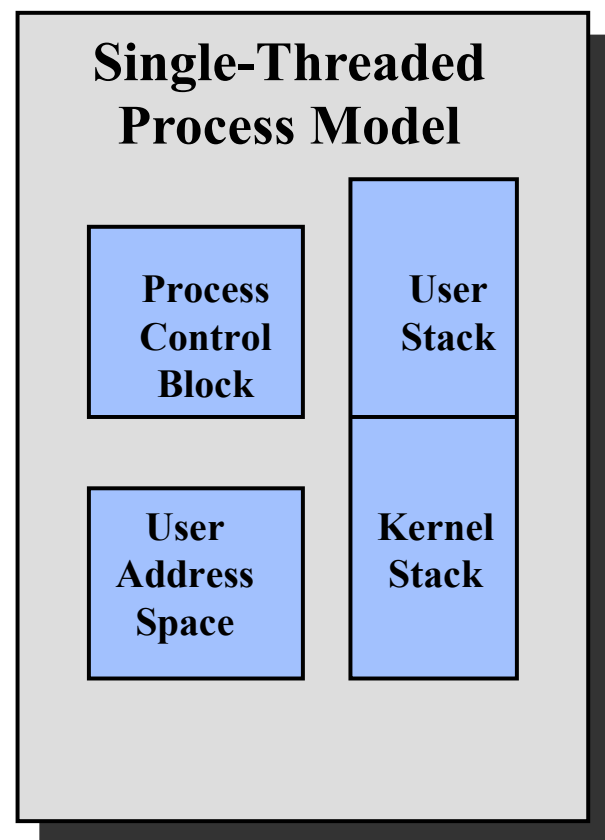 Single-Threaded
Process Model
Process
Control
Block
User
Stack
User
Address
Space
Kernel
Stack